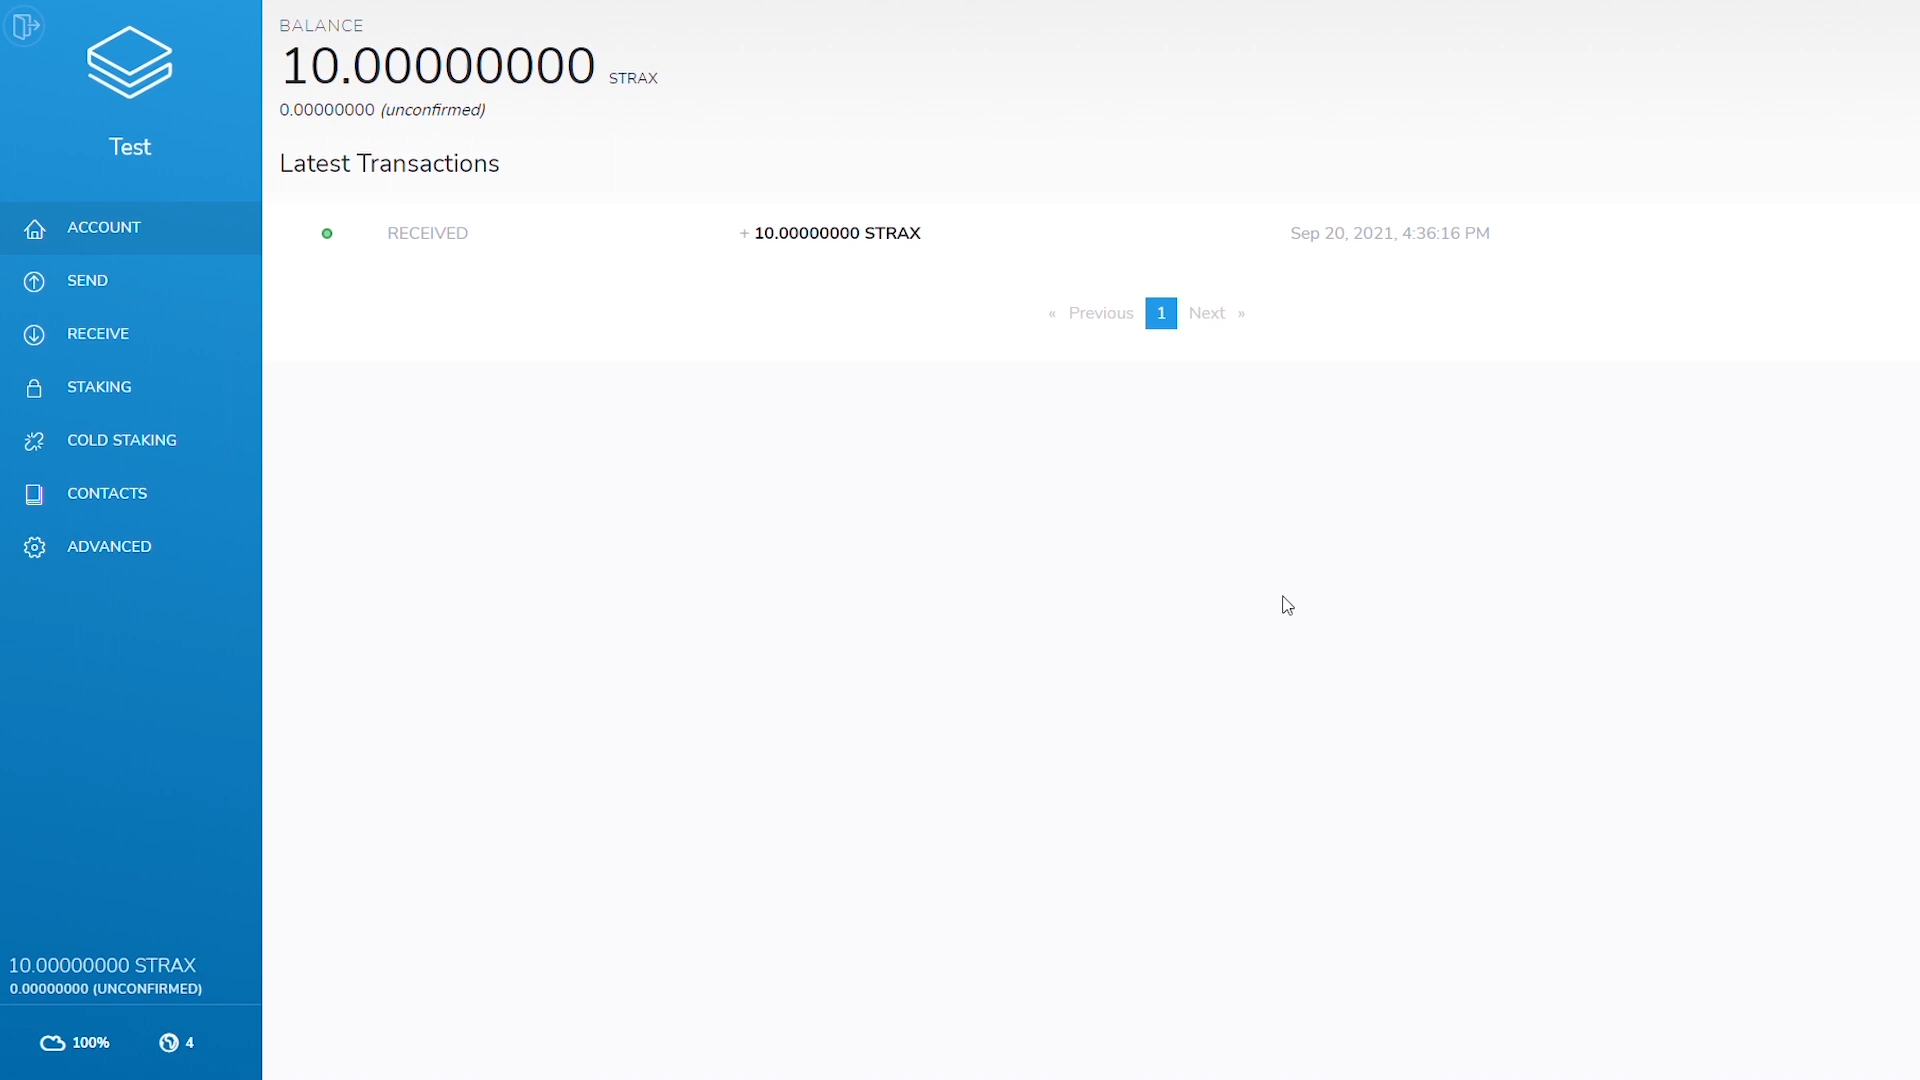 Test
ACCOUNT
SEND
RECEIVE
STAKING
COLD STAKING
CONTACTS
ADVANCED
10.00000000 STRAX
0.00000000 (UNCONFIRMED)
100% 4
BALANCE
10.00000000 STRAX
0.00000000 (unconfirmed)
Latest Transactions
RECEIVED + 10.00000000 STRAX Sep 20, 2021, 4:36:16 PM
« Previous 1 Next »